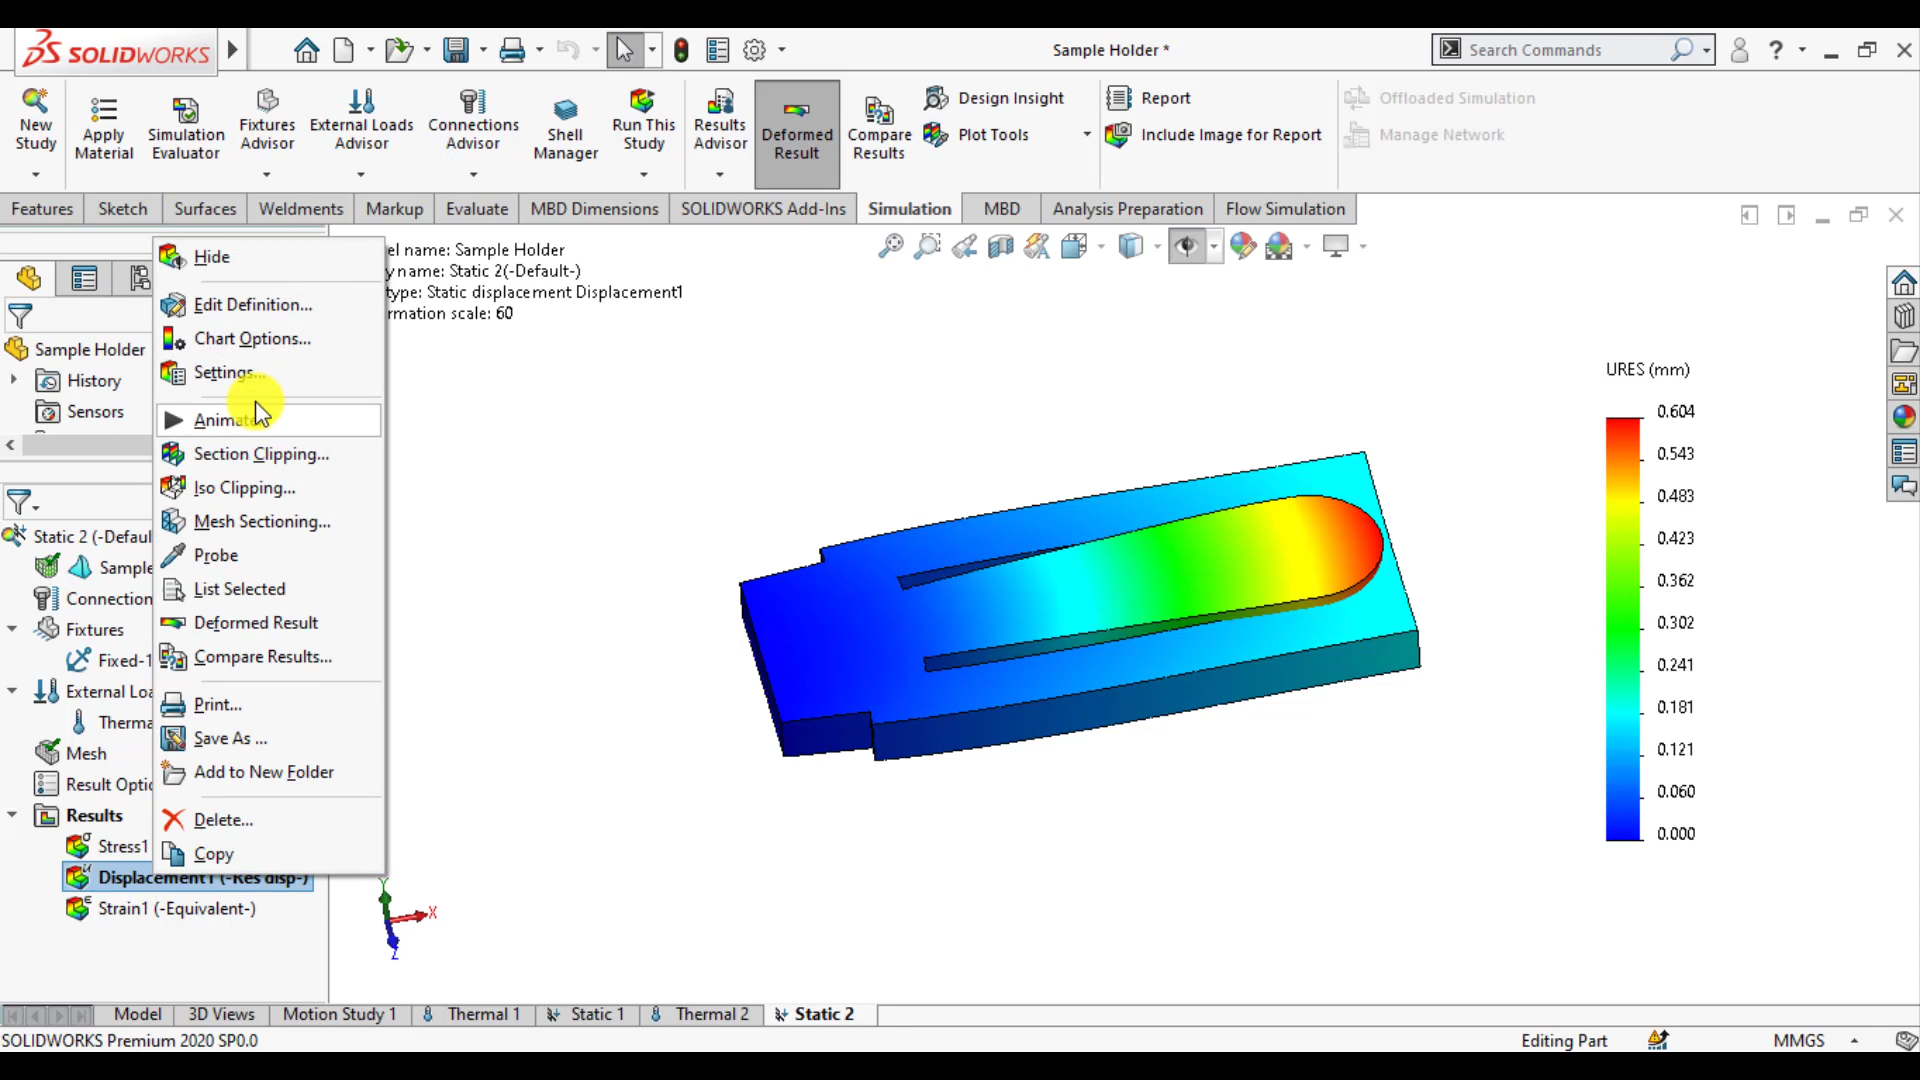 SOLIDWORKS
Sample Holder *
Search Commands
New Study
Apply Material
Simulation Evaluator
Fixtures Advisor
External Loads Advisor
Connections Advisor
Shell Manager
Run This Study
Results Advisor
Deformed Result
Compare Results
Design Insight
Plot Tools
Report
Include Image for Report
Offloaded Simulation
Manage Network
Features
Sketch
Surfaces
Weldments
Markup
Evaluate
MBD Dimensions
SOLIDWORKS Add-Ins
Simulation
MBD
Analysis Preparation
Flow Simulation
el name: Sample Holder
y name: Static 2(-Default-)
type: Static displacement Displacement1
rmation scale: 60
Sample Holder
History
Sensors
Static 2 (-Defaul
Sample
Connection
Fixtures
Fixed-1
External Loa
Therma
Mesh
Result Optio
Results
Stress1
Displacement1 (-Res disp-)
Strain1 (-Equivalent-)
Hide
Edit Definition...
Chart Options...
Settings...
Animate
Section Clipping...
Iso Clipping...
Mesh Sectioning...
Probe
List Selected
Deformed Result
Compare Results...
Print...
Save As ...
Add to New Folder
Delete...
Copy
URES (mm)
0.604
0.543
0.483
0.423
0.362
0.302
0.241
0.181
0.121
0.060
0.000
Y
X
Z
Model
3D Views
Motion Study 1
Thermal 1
Static 1
Thermal 2
Static 2
SOLIDWORKS Premium 2020 SP0.0
Editing Part
MMGS